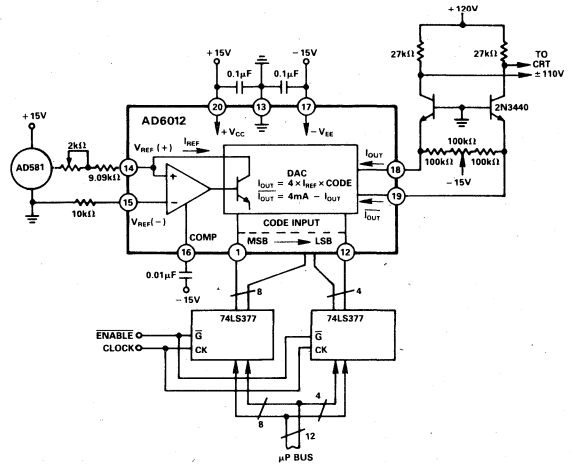 +120V
+15V
-15V
27kΩ
27kΩ
TO
CRT
±110V
0.1µF
0.1µF
20
13
17
2N3440
+15V
AD6012
+VCC
-VEE
2kΩ
VREF(+)
IREF
100kΩ
AD581
14
9.09kΩ
DAC
IOUT = 4 × IREF × CODE
IOUT = 4mA - IOUT
IOUT
18
100kΩ
100kΩ
-15V
19
10kΩ
15
VREF(-)
IOUT
COMP
CODE INPUT
MSB
LSB
16
1
12
0.01µF
-15V
8
4
74LS377
74LS377
ENABLE
G
G
CLOCK
CK
CK
8
4
12
µP BUS